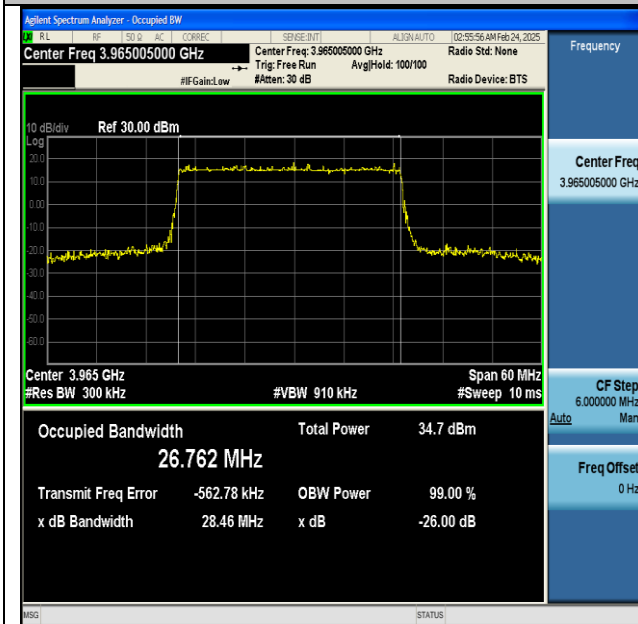 Agilent Spectrum Analyzer - Occupied BW
RL RF 50 Ω AC CORREC SENSE:INT ALIGN AUTO 02:55:56 AM Feb 24, 2025
Center Freq 3.965005000 GHz
Center Freq: 3.965005000 GHz Radio Std: None
Trig: Free Run Avg|Hold: 100/100
#IFGain:Low #Atten: 30 dB Radio Device: BTS
Frequency
10 dB/div Ref 30.00 dBm
Log
20.0
10.0
0.00
-10.0
-20.0
-30.0
-40.0
-50.0
-60.0
Center Freq
3.965005000 GHz
Center 3.965 GHz Span 60 MHz
#Res BW 300 kHz #VBW 910 kHz #Sweep 10 ms
CF Step
6.000000 MHz
Auto Man
Occupied Bandwidth Total Power 34.7 dBm
26.762 MHz
Transmit Freq Error -562.78 kHz OBW Power 99.00 %
x dB Bandwidth 28.46 MHz x dB -26.00 dB
Freq Offset
0 Hz
MSG STATUS